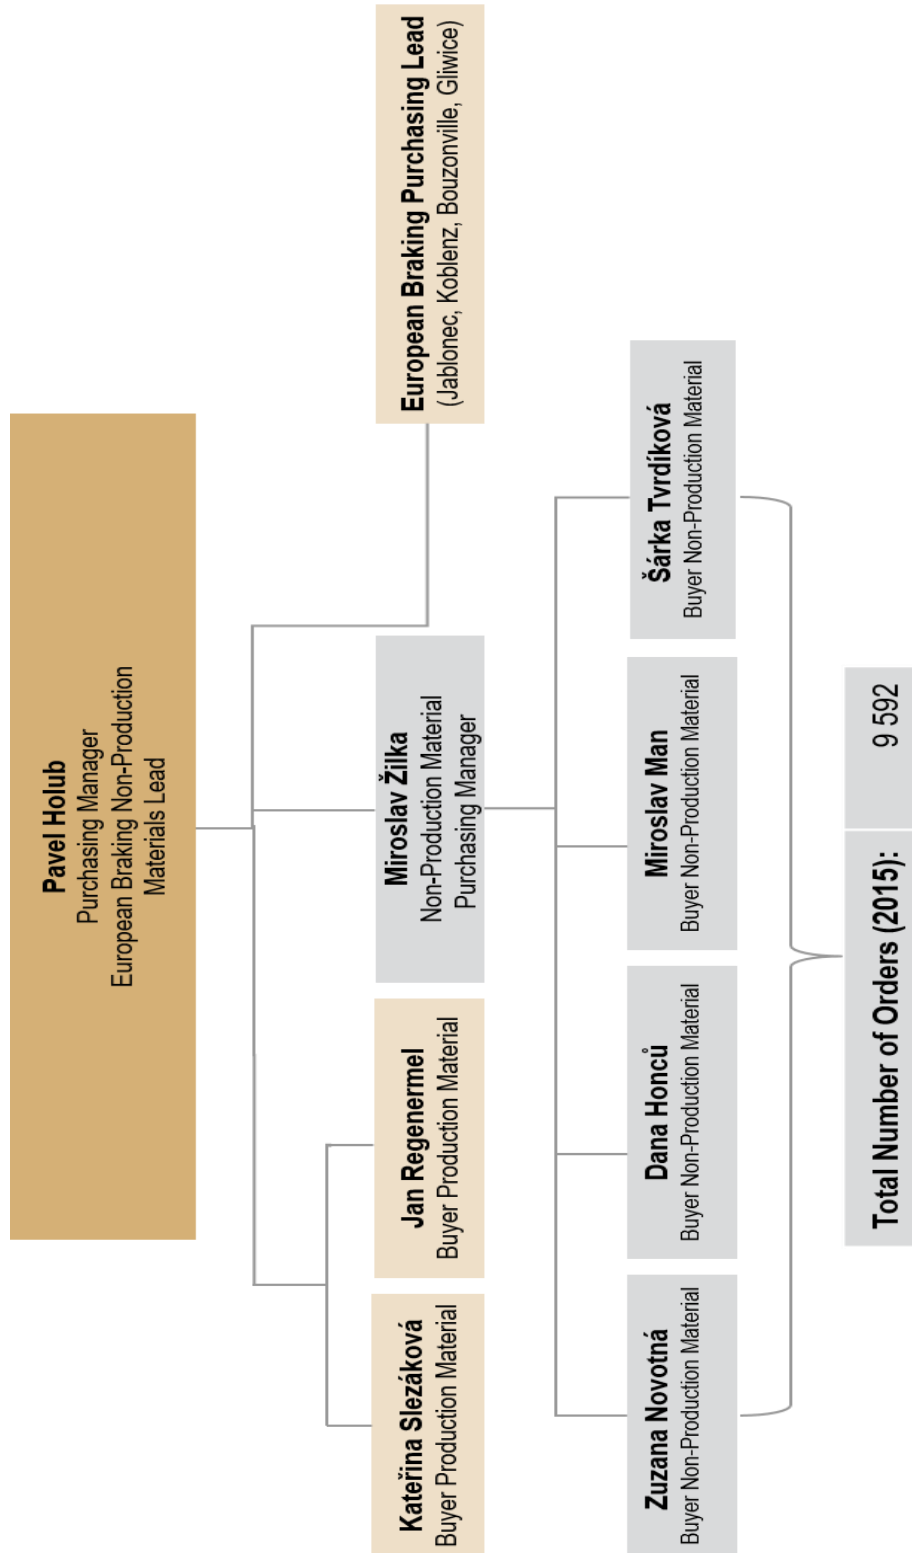 Pavel Holub
Purchasing Manager
European Braking Non-Production
Materials Lead
Kateřina Slezáková
Buyer Production Material
Jan Regenermel
Buyer Production Material
Miroslav Žilka
Non-Production Material
Purchasing Manager
European Braking Purchasing Lead
(Jablonec, Koblenz, Bouzonville, Gliwice)
Zuzana Novotná
Buyer Non-Production Material
Dana Honců
Buyer Non-Production Material
Miroslav Man
Buyer Non-Production Material
Šárka Tvrdíková
Buyer Non-Production Material
Total Number of Orders (2015): 9 592